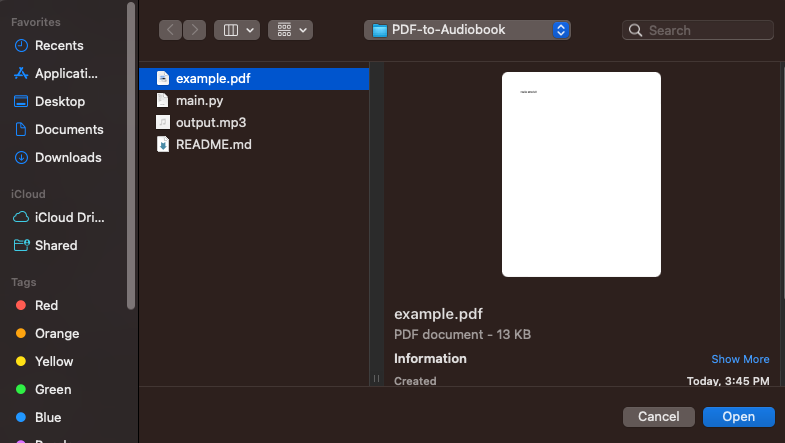 Favorites
Recents
Applicati...
Desktop
Documents
Downloads
iCloud
iCloud Dri...
Shared
Tags
Red
Orange
Yellow
Green
Blue
PDF-to-Audiobook
Search
example.pdf
main.py
output.mp3
README.md
example.pdf
PDF document - 13 KB
Information
Show More
Created
Today, 3:45 PM
Cancel
Open